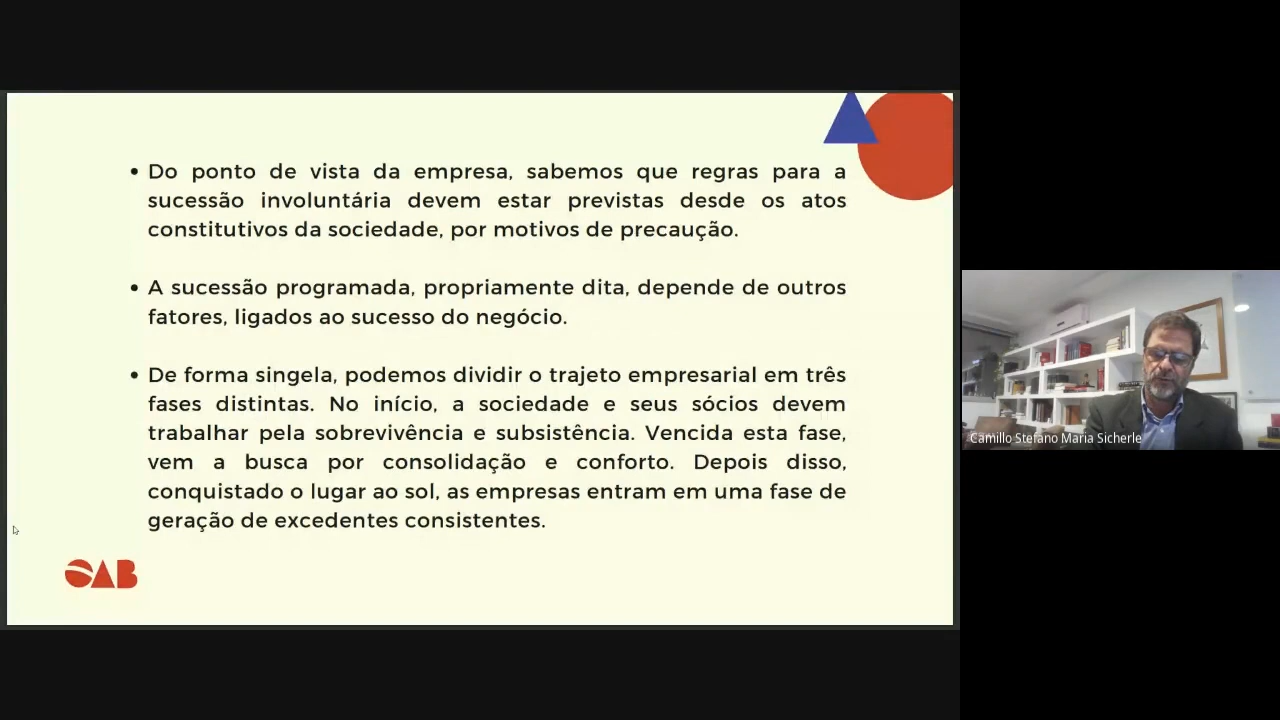 • Do ponto de vista da empresa, sabemos que regras para a
sucessão involuntária devem estar previstas desde os atos
constitutivos da sociedade, por motivos de precaução.
• A sucessão programada, propriamente dita, depende de outros
fatores, ligados ao sucesso do negócio.
• De forma singela, podemos dividir o trajeto empresarial em três
fases distintas. No início, a sociedade e seus sócios devem
trabalhar pela sobrevivência e subsistência. Vencida esta fase,
vem a busca por consolidação e conforto. Depois disso,
conquistado o lugar ao sol, as empresas entram em uma fase de
geração de excedentes consistentes.
OAB
Camillo Stefano Maria Sicherle